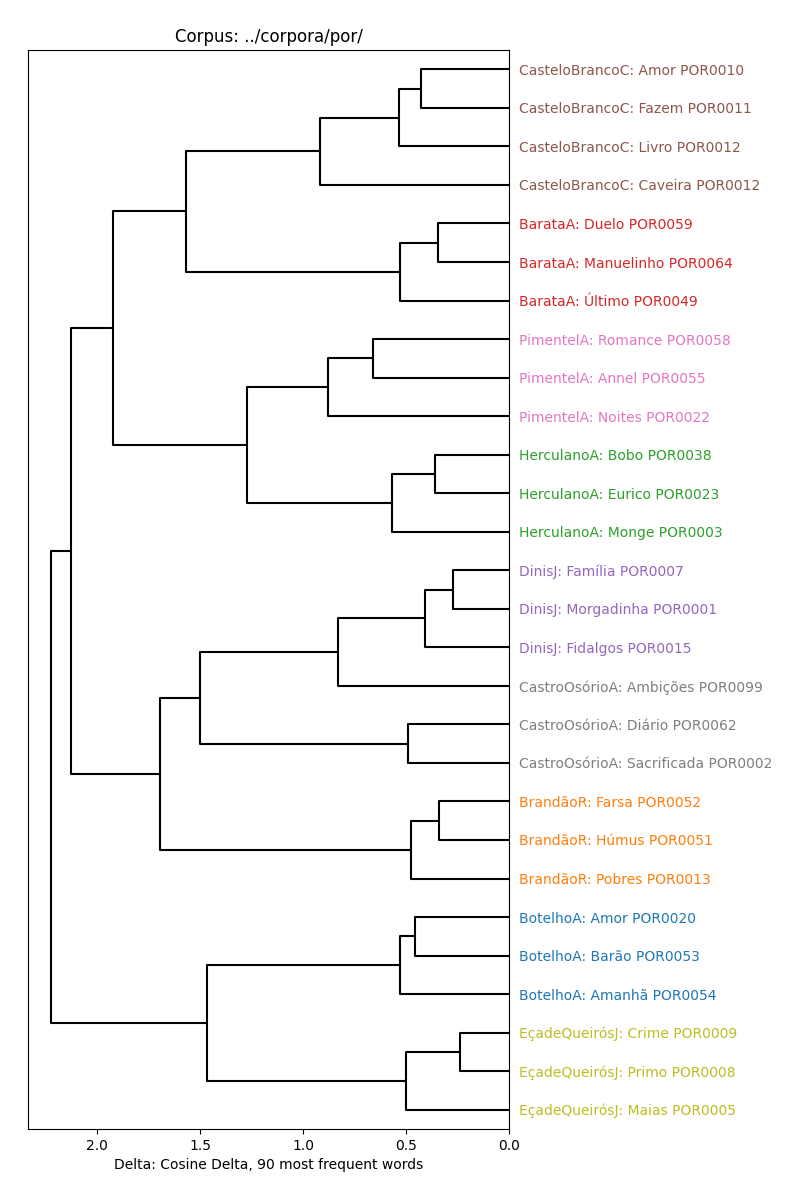 Corpus: ../corpora/por/
CasteloBrancoC: Amor POR0010
CasteloBrancoC: Fazem POR0011
CasteloBrancoC: Livro POR0012
CasteloBrancoC: Caveira POR0012
BarataA: Duelo POR0059
BarataA: Manuelinho POR0064
BarataA: Último POR0049
PimentelA: Romance POR0058
PimentelA: Annel POR0055
PimentelA: Noites POR0022
HerculanoA: Bobo POR0038
HerculanoA: Eurico POR0023
HerculanoA: Monge POR0003
DinisJ: Família POR0007
DinisJ: Morgadinha POR0001
DinisJ: Fidalgos POR0015
CastroOsórioA: Ambições POR0099
CastroOsórioA: Diário POR0062
CastroOsórioA: Sacrificada POR0002
BrandãoR: Farsa POR0052
BrandãoR: Húmus POR0051
BrandãoR: Pobres POR0013
BotelhoA: Amor POR0020
BotelhoA: Barão POR0053
BotelhoA: Amanhã POR0054
EçadeQueirósJ: Crime POR0009
EçadeQueirósJ: Primo POR0008
EçadeQueirósJ: Maias POR0005
2.0 1.5 1.0 0.5 0.0
Delta: Cosine Delta, 90 most frequent words